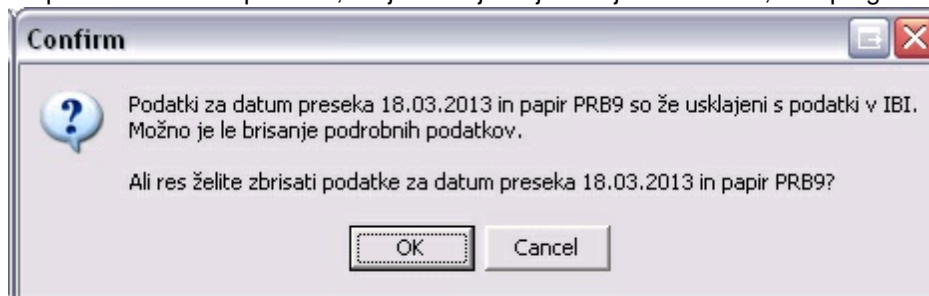 Confirm
Podatki za datum preseka 18.03.2013 in papir PRB9 so že usklajeni s podatki v IBI.
Možno je le brisanje podrobnih podatkov.
Ali res želite zbrisati podatke za datum preseka 18.03.2013 in papir PRB9?
OK
Cancel